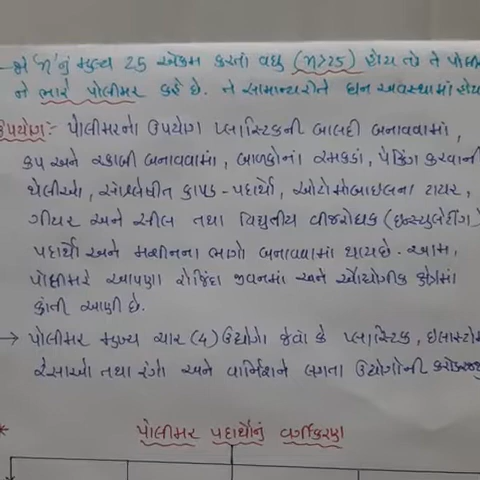 જો 'n' નું મુલ્ય 25 એકમ કરતાં વધુ (n>25) હોય તો તે પોલીમ
ને ભારે પોલીમર કહે છે. તે સામાન્ય રીતે ઘન અવસ્થામાં હોય
ઉપયોગ: પોલીમરનો ઉપયોગ પ્લાસ્ટિકની બાલદી બનાવવામાં,
કપ અને રકાબી બનાવવામાં, બાળકોનાં રમકડાં, પેકિંગ કરવાની
થેલીઓ, સંશ્લેષીત કાપડ-પદાર્થો, ઓટોમોબાઇલના ટાયર,
ગીયર અને સીલ તથા વિદ્યુતીય વીજરોધક (ઇન્સ્યુલેટીંગ)
પદાર્થો અને મશીનના ભાગો બનાવવામાં થાય છે. આમ,
પોલીમરે આપણા રોજિંદા જીવનમાં અને ઔદ્યોગીક ક્ષેત્રમાં
ક્રાંતી આણી છે.
→ પોલીમર મુખ્ય ચાર (4) ઉદ્યોગો જેવા કે પ્લાસ્ટિક, ઇલાસ્ટોમ
રેસાઓ તથા રંગો અને વાર્નિશને લગતા ઉદ્યોગોની
* પોલીમર પદાર્થોનું વર્ગીકરણ